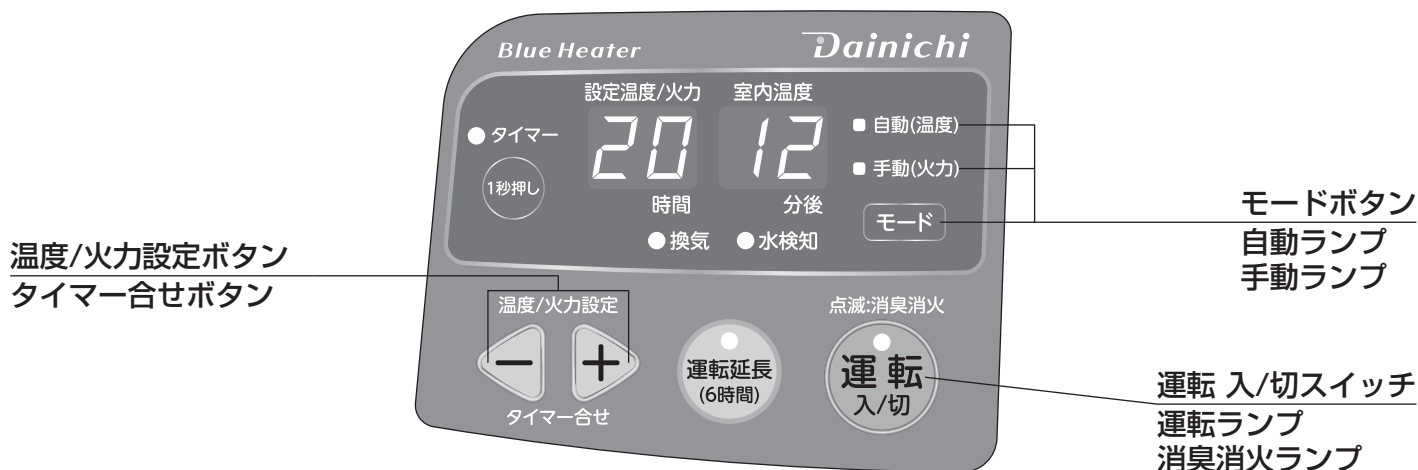 Blue Heater
Dainichi
設定温度/火力
室内温度
タイマー
20
12
自動(温度)
手動(火力)
1秒押し
時間
分後
モード
換気
水検知
モードボタン
自動ランプ
手動ランプ
温度/火力設定ボタン
タイマー合せボタン
温度/火力設定
点滅:消臭消火
−
+
運転延長
(6時間)
運転
入/切
タイマー合せ
運転 入/切スイッチ
運転ランプ
消臭消火ランプ